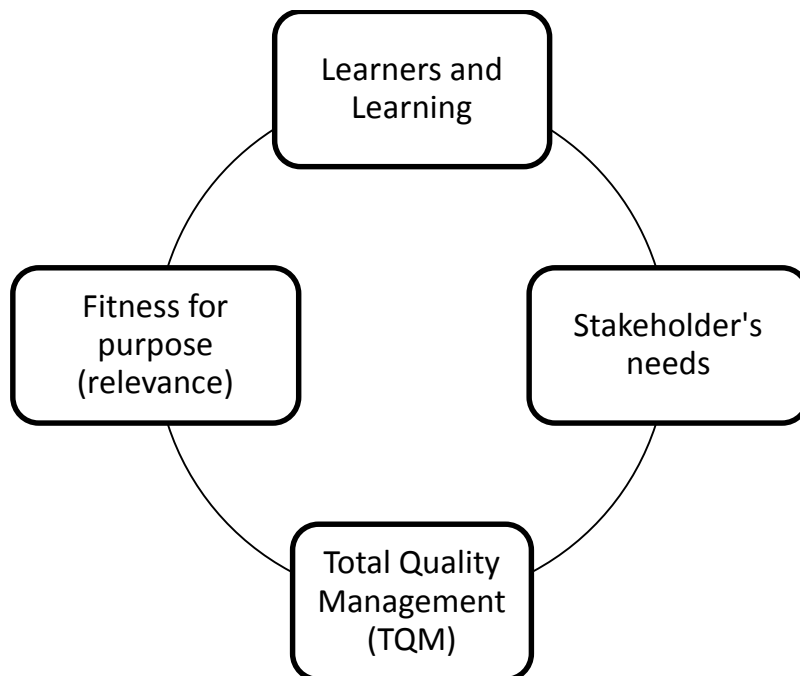 Learners and
Learning
Fitness for
purpose
(relevance)
Stakeholder's
needs
Total Quality
Management
(TQM)